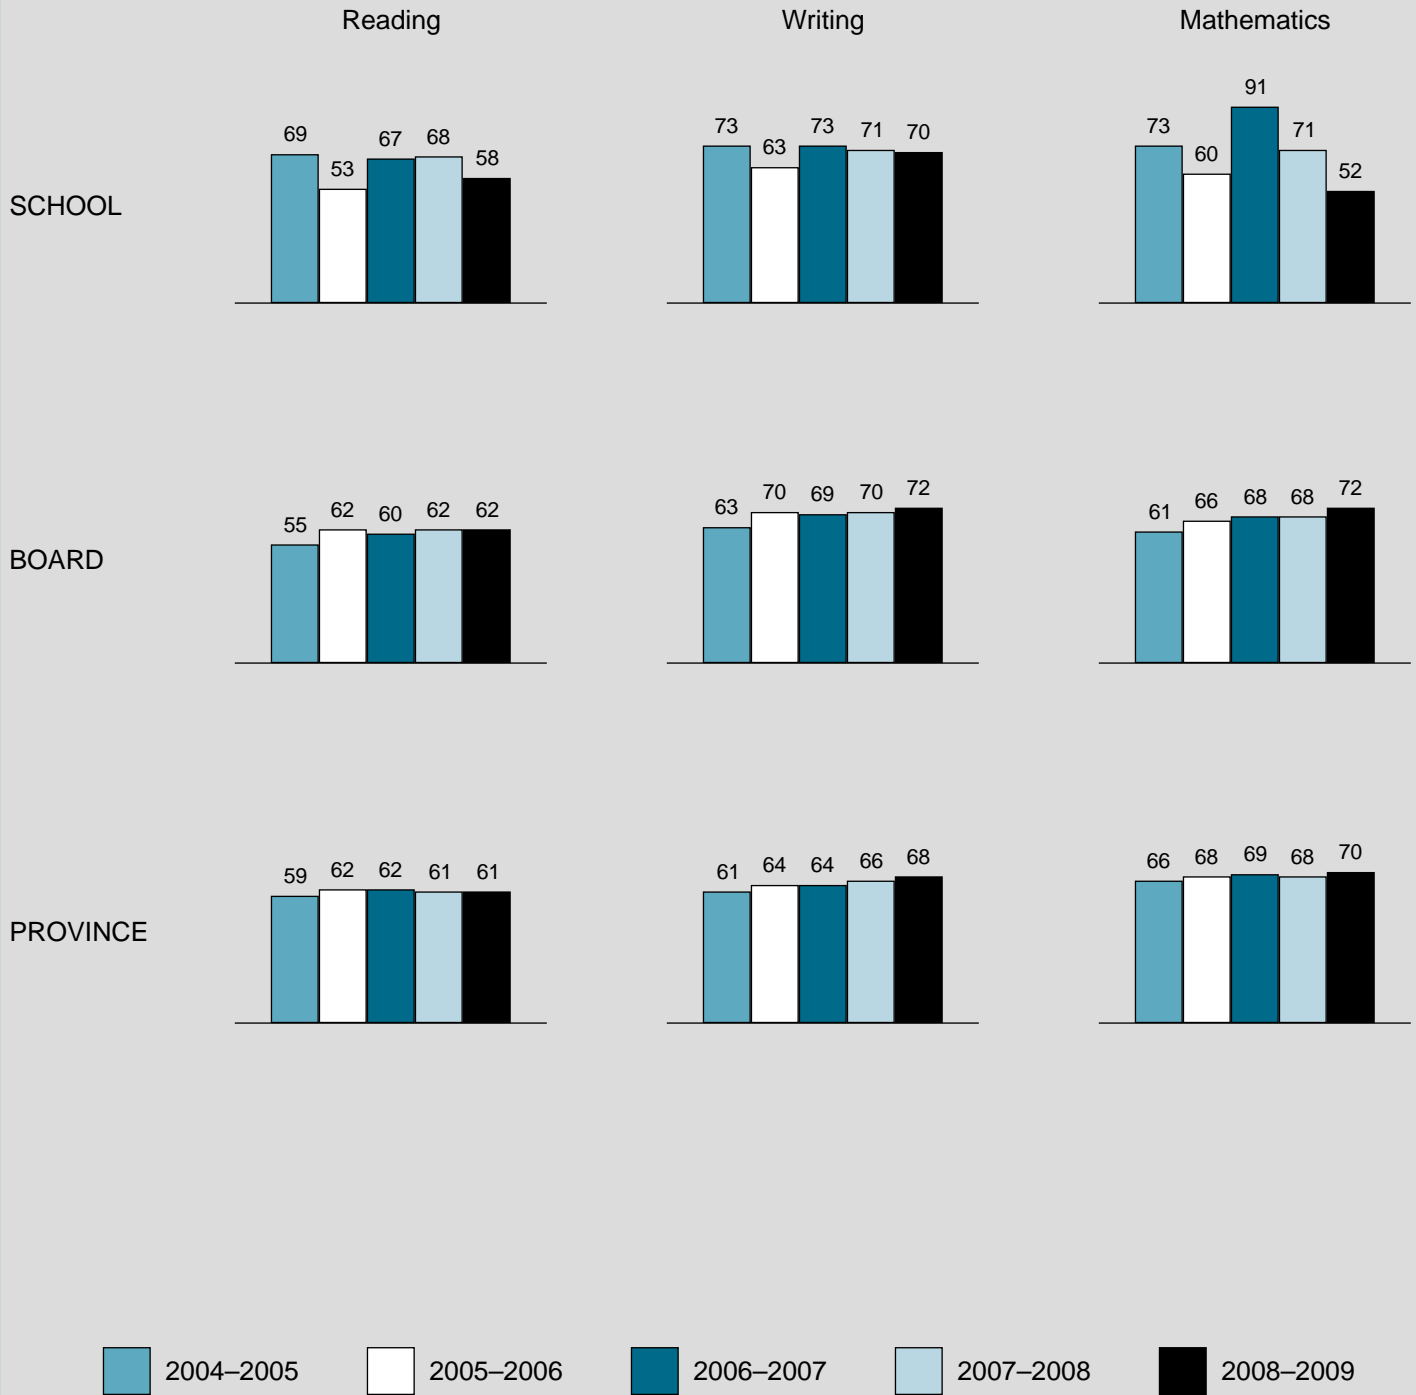 Reading Writing Mathematics
SCHOOL
69 53 67 68 58
73 63 73 71 70
73 60 91 71 52
BOARD
55 62 60 62 62
63 70 69 70 72
61 66 68 68 72
PROVINCE
59 62 62 61 61
61 64 64 66 68
66 68 69 68 70
2004–2005 2005–2006 2006–2007 2007–2008 2008–2009